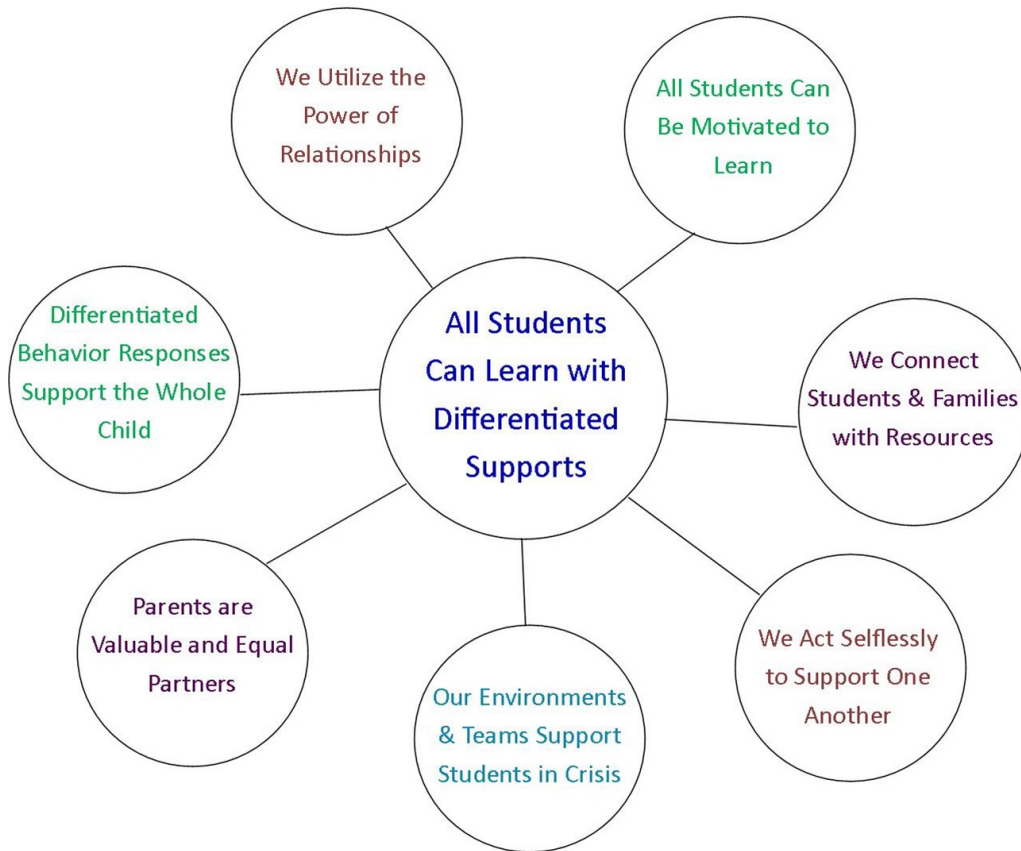 We Utilize the
Power of
Relationships
All Students Can
Be Motivated to
Learn
Differentiated
Behavior Responses
Support the Whole
Child
All Students
Can Learn with
Differentiated
Supports
We Connect
Students & Families
with Resources
Parents are
Valuable and Equal
Partners
Our Environments
& Teams Support
Students in Crisis
We Act Selflessly
to Support One
Another